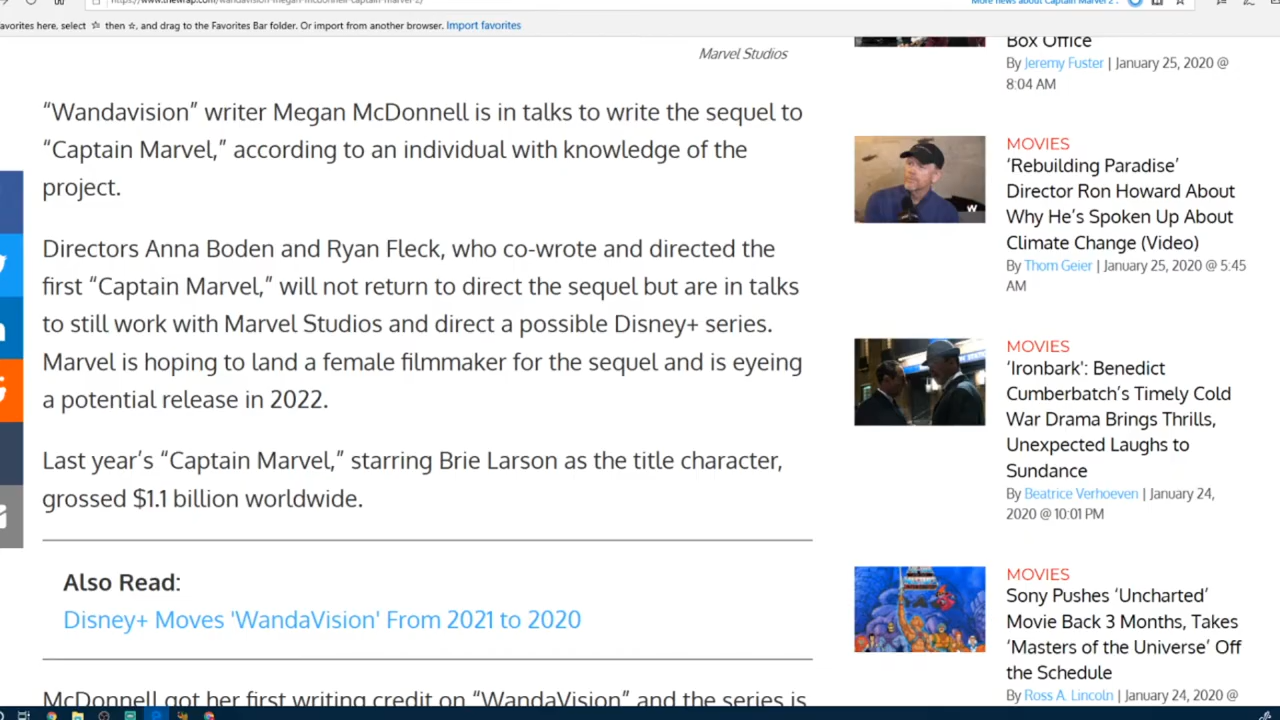 https://www.thewrap.com/wandavision-megan-mcdonnell-captain-marvel-2/
More news about Captain Marvel 2 :
avorites here, select ☆ then ☆, and drag to the Favorites Bar folder. Or import from another browser. Import favorites
Marvel Studios
“Wandavision” writer Megan McDonnell is in talks to write the sequel to
“Captain Marvel,” according to an individual with knowledge of the
project.
Directors Anna Boden and Ryan Fleck, who co-wrote and directed the
first “Captain Marvel,” will not return to direct the sequel but are in talks
to still work with Marvel Studios and direct a possible Disney+ series.
Marvel is hoping to land a female filmmaker for the sequel and is eyeing
a potential release in 2022.
Last year’s “Captain Marvel,” starring Brie Larson as the title character,
grossed $1.1 billion worldwide.
Also Read:
Disney+ Moves 'WandaVision' From 2021 to 2020
McDonnell got her first writing credit on “WandaVision” and the series is
Box Office
By Jeremy Fuster | January 25, 2020 @
8:04 AM
MOVIES
‘Rebuilding Paradise’
Director Ron Howard About
Why He’s Spoken Up About
Climate Change (Video)
By Thom Geier | January 25, 2020 @ 5:45
AM
MOVIES
‘Ironbark': Benedict
Cumberbatch’s Timely Cold
War Drama Brings Thrills,
Unexpected Laughs to
Sundance
By Beatrice Verhoeven | January 24,
2020 @ 10:01 PM
MOVIES
Sony Pushes ‘Uncharted’
Movie Back 3 Months, Takes
‘Masters of the Universe’ Off
the Schedule
By Ross A. Lincoln | January 24, 2020 @